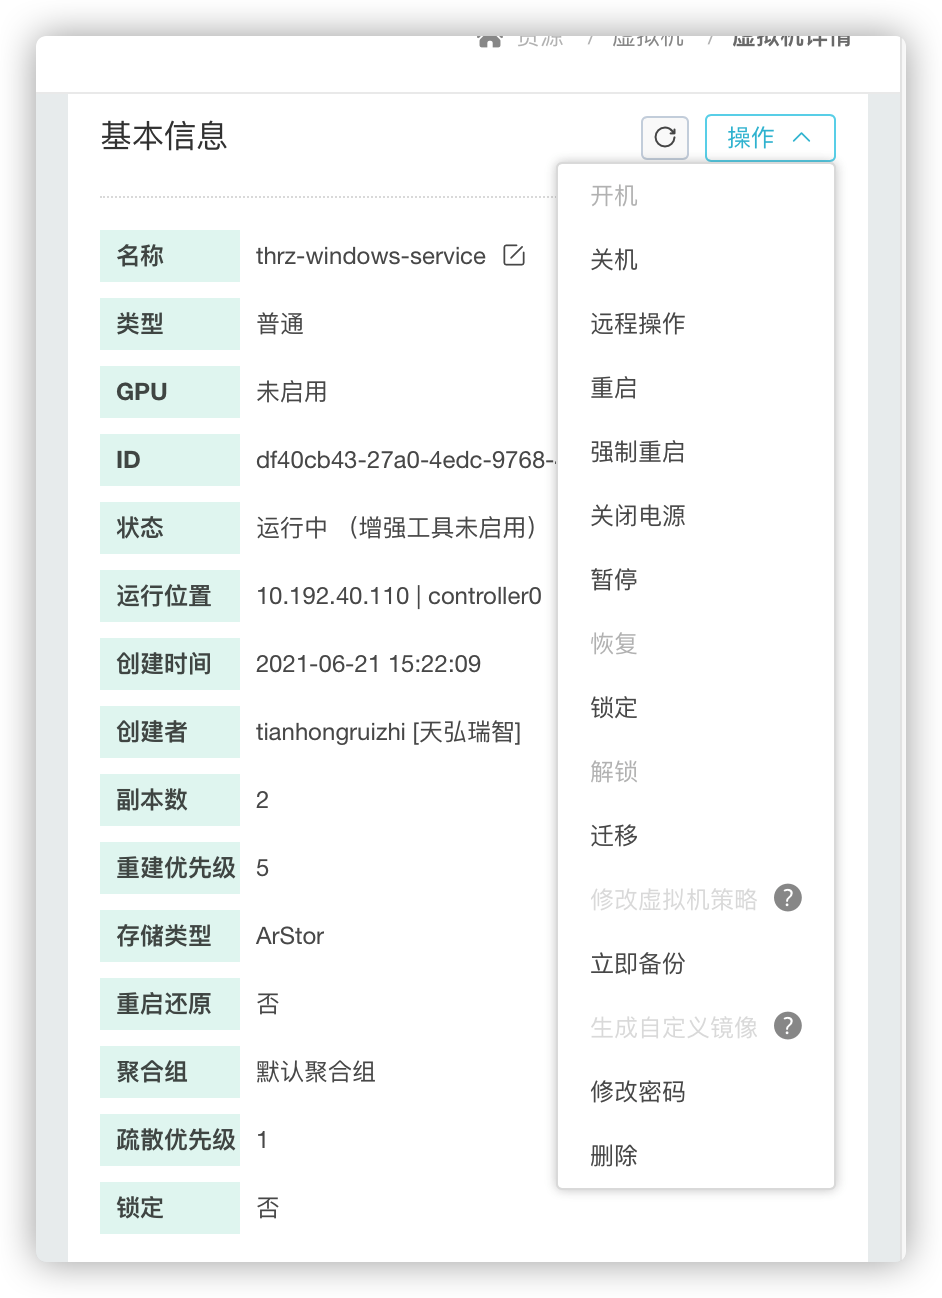 资源 / 虚拟机 / 虚拟机详情
基本信息
操作
名称 thrz-windows-service
类型 普通
GPU 未启用
ID df40cb43-27a0-4edc-9768-
状态 运行中 （增强工具未启用）
运行位置 10.192.40.110 | controller0
创建时间 2021-06-21 15:22:09
创建者 tianhongruizhi [天弘瑞智]
副本数 2
重建优先级 5
存储类型 ArStor
重启还原 否
聚合组 默认聚合组
疏散优先级 1
锁定 否
开机
关机
远程操作
重启
强制重启
关闭电源
暂停
恢复
锁定
解锁
迁移
修改虚拟机策略 ?
立即备份
生成自定义镜像 ?
修改密码
删除